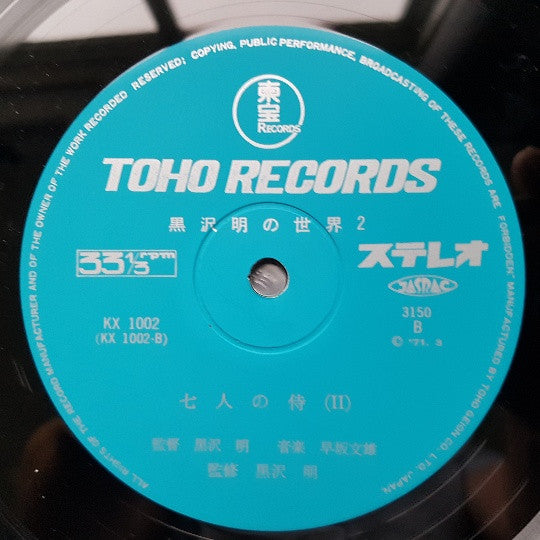 ALL RIGHTS OF THE RECORD MANUFACTURER AND OF THE OWNER OF THE WORK RECORDED RESERVED; COPYING, PUBLIC PERFORMANCE, BROADCASTING OF THESE RECORDS ARE FORBIDDEN. MANUFACTURED BY TOHO GEION CO. LTD. JAPAN
東宝
RECORDS
TOHO RECORDS
黒沢明の世界 2
33 1/3 rpm
ステレオ
JASRAC
KX 1002
(KX 1002-B)
3150
B
© '71. 3
七人の侍 (II)
監督 黒沢 明 音楽 早坂文雄
監修 黒沢 明